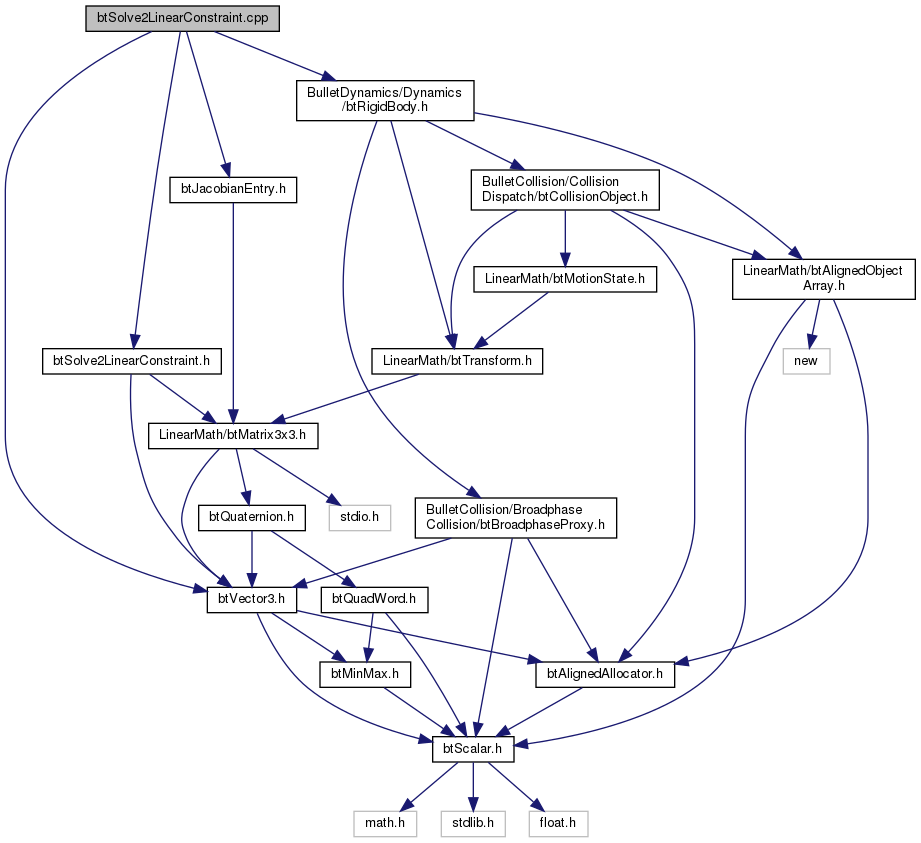 btSolve2LinearConstraint.cpp
BulletDynamics/Dynamics
/btRigidBody.h
btJacobianEntry.h
BulletCollision/Collision
Dispatch/btCollisionObject.h
LinearMath/btMotionState.h
LinearMath/btAlignedObject
Array.h
btSolve2LinearConstraint.h
LinearMath/btTransform.h
new
LinearMath/btMatrix3x3.h
btQuaternion.h
stdio.h
BulletCollision/Broadphase
Collision/btBroadphaseProxy.h
btVector3.h
btQuadWord.h
btMinMax.h
btAlignedAllocator.h
btScalar.h
math.h
stdlib.h
float.h